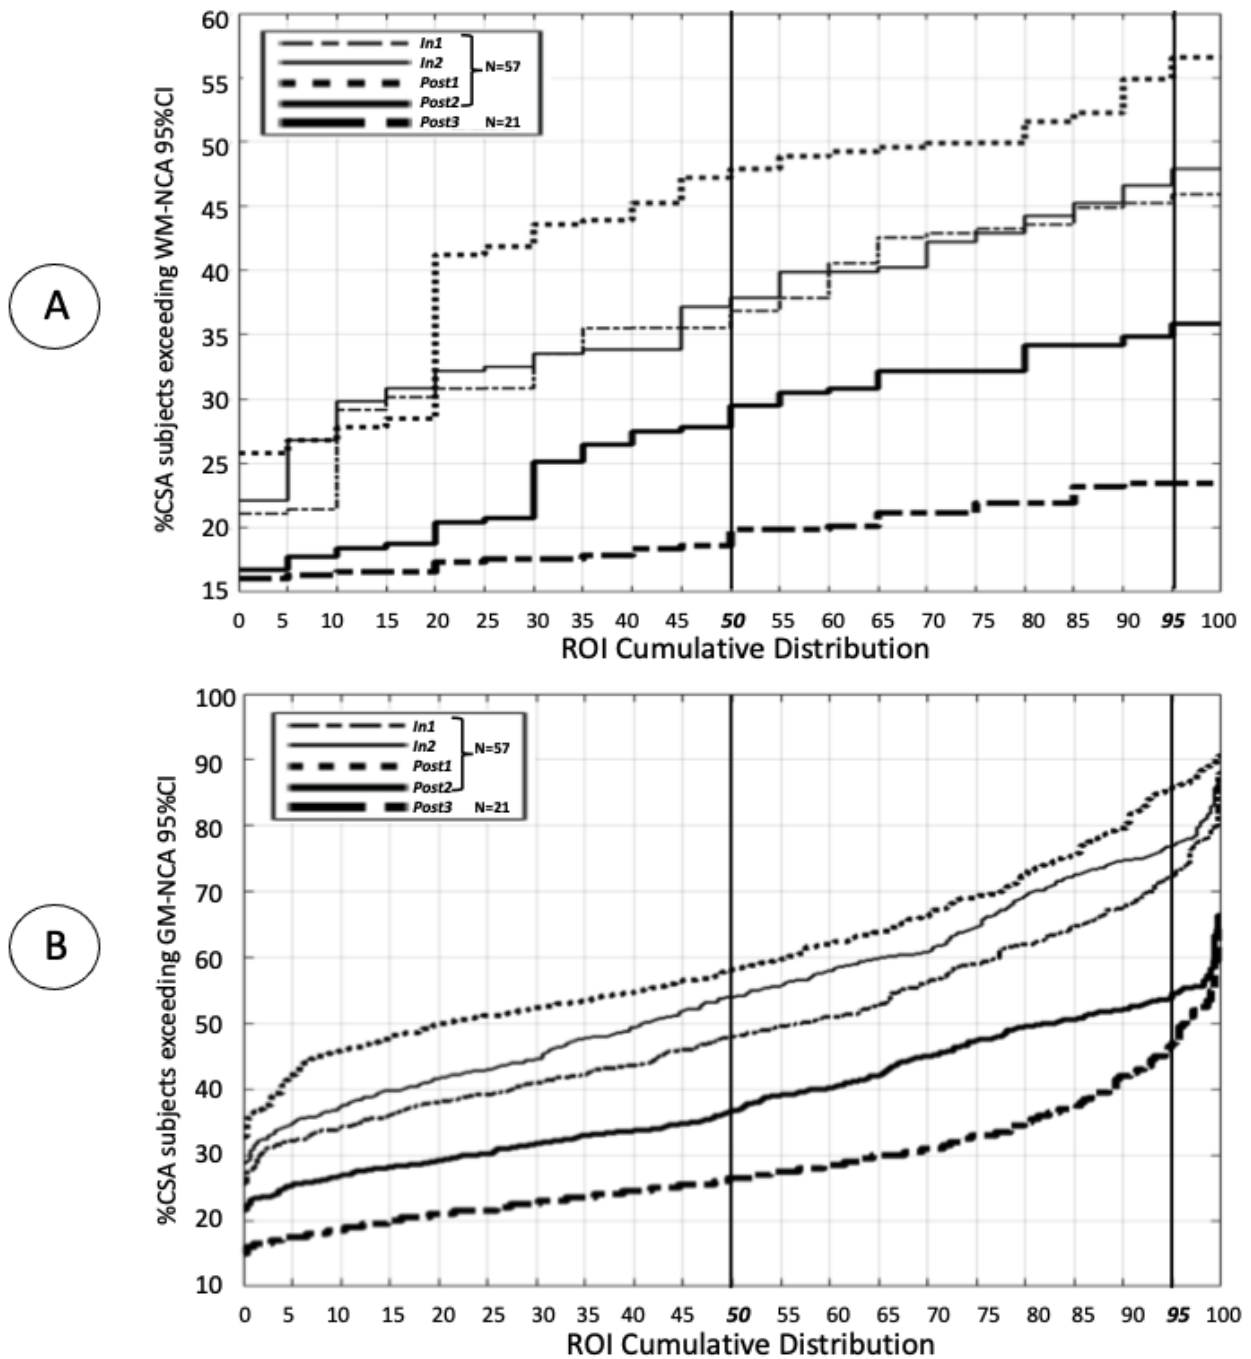 A
%CSA subjects exceeding WM-NCA 95%CI
60
55
50
45
40
35
30
25
20
15
In1
In2
Post1
Post2
N=57
Post3 N=21
0 5 10 15 20 25 30 35 40 45 50 55 60 65 70 75 80 85 90 95 100
ROI Cumulative Distribution
B
%CSA subjects exceeding GM-NCA 95%CI
100
90
80
70
60
50
40
30
20
10
In1
In2
Post1
Post2
N=57
Post3 N=21
0 5 10 15 20 25 30 35 40 45 50 55 60 65 70 75 80 85 90 95 100
ROI Cumulative Distribution